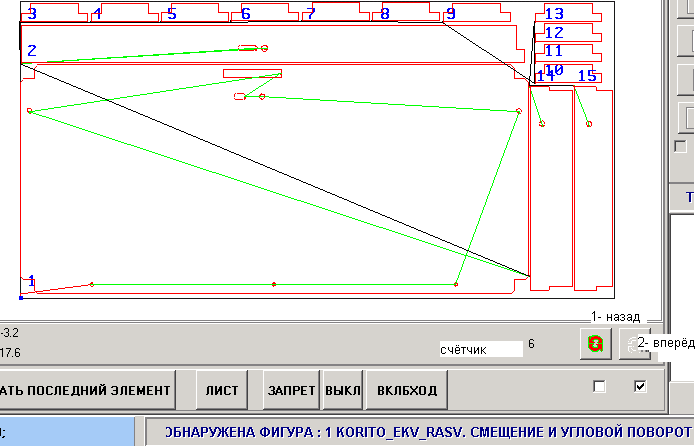 3 4 5 6 7 8 9 13
12
2 11
10
14 15
1
1- назад
-3.2
17.6
счётчик 6 2- вперёд
АТЬ ПОСЛЕДНИЙ ЭЛЕМЕНТ ЛИСТ ЗАПРЕТ ВЫКЛ ВКЛБХОД
; ОБНАРУЖЕНА ФИГУРА : 1 KORITO_EKV_RASV. СМЕЩЕНИЕ И УГЛОВОЙ ПОВОРОТ